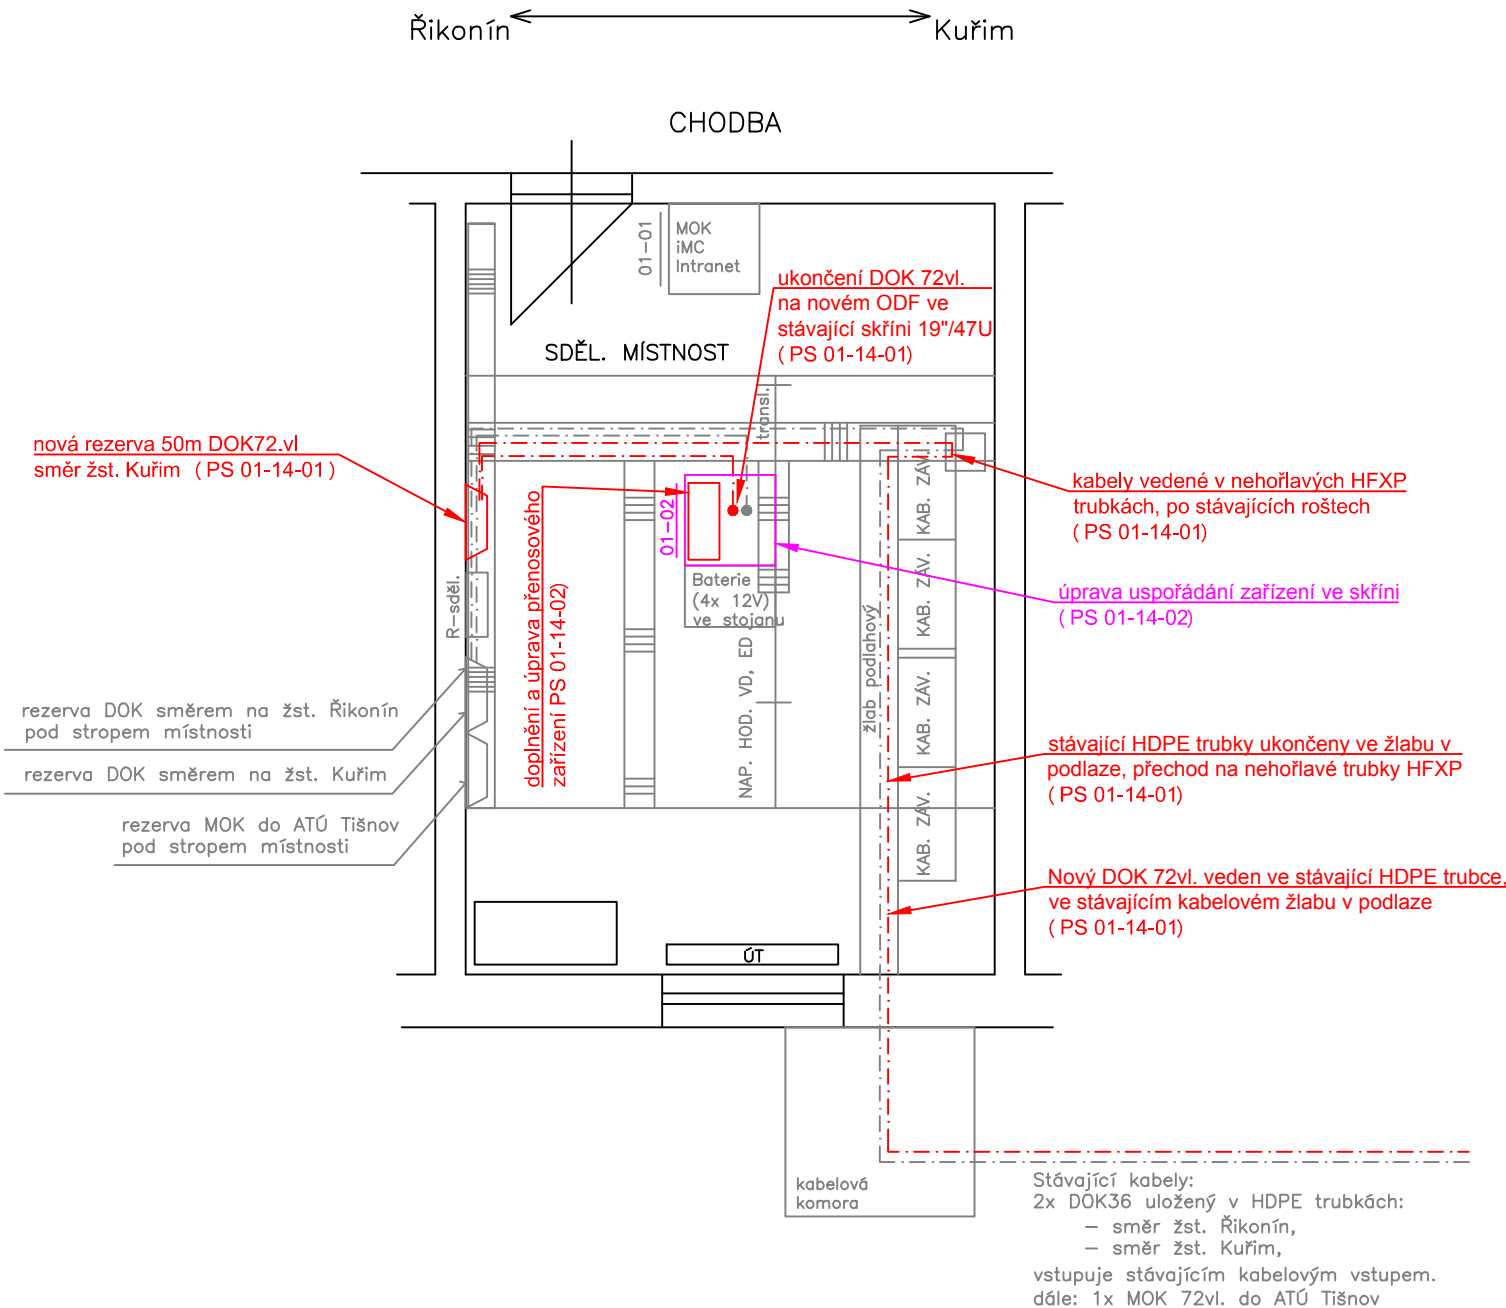 Řikonín
Kuřim
CHODBA
01-01
MOK
iMC
Intranet
ukončení DOK 72vl.
na novém ODF ve
stávající skříni 19"/47U
( PS 01-14-01)
SDĚL. MÍSTNOST
transl.
nová rezerva 50m DOK72.vl
směr žst. Kuřim ( PS 01-14-01 )
kabely vedené v nehořlavých HFXP
trubkách, po stávajících roštech
( PS 01-14-01)
doplnění a úprava přenosového
zařízení PS 01-14-02)
01-02
Baterie
(4x 12V)
ve stojanu
úprava uspořádání zařízení ve skříni
( PS 01-14-02)
R-sděl.
NAP. HOD. VD, ED
žlab podlahový
KAB. ZÁV.
KAB. ZÁV.
KAB. ZÁV.
KAB. ZÁV.
rezerva DOK směrem na žst. Řikonín
pod stropem místnosti
rezerva DOK směrem na žst. Kuřim
rezerva MOK do ATÚ Tišnov
pod stropem místnosti
stávající HDPE trubky ukončeny ve žlabu v
podlaze, přechod na nehořlavé trubky HFXP
( PS 01-14-01)
Nový DOK 72vl. veden ve stávající HDPE trubce,
ve stávajícím kabelovém žlabu v podlaze
( PS 01-14-01)
ÚT
kabelová
komora
Stávající kabely:
2x DOK36 uložený v HDPE trubkách:
– směr žst. Řikonín,
– směr žst. Kuřim,
vstupuje stávajícím kabelovým vstupem.
dále: 1x MOK 72vl. do ATÚ Tišnov